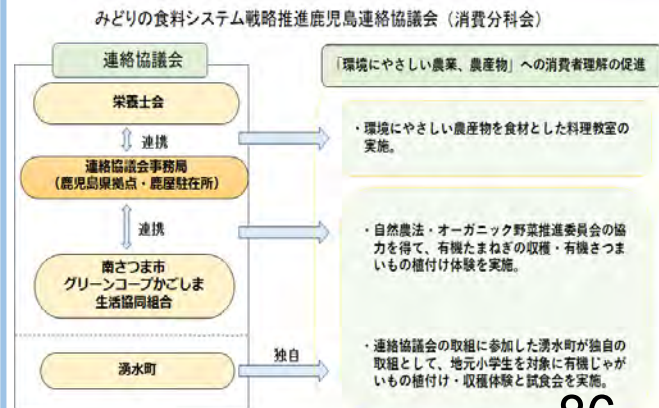 みどりの食料システム戦略推進鹿児島連絡協議会（消費分科会）
連絡協議会
栄養士会
連携
連絡協議会事務局
（鹿児島県拠点・鹿屋駐在所）
連携
南さつま市
グリーンコープかごしま
生活協同組合
湧水町
独自
「環境にやさしい農業、農産物」への消費者理解の促進
・環境にやさしい農産物を食材とした料理教室の
実施。
・自然農法・オーガニック野菜推進委員会の協
力を得て、有機たまねぎの収穫・有機さつま
いもの植付け体験を実施。
・連絡協議会の取組に参加した湧水町が独自の
取組として、地元小学生を対象に有機じゃが
いもの植付け・収穫体験と試食会を実施。